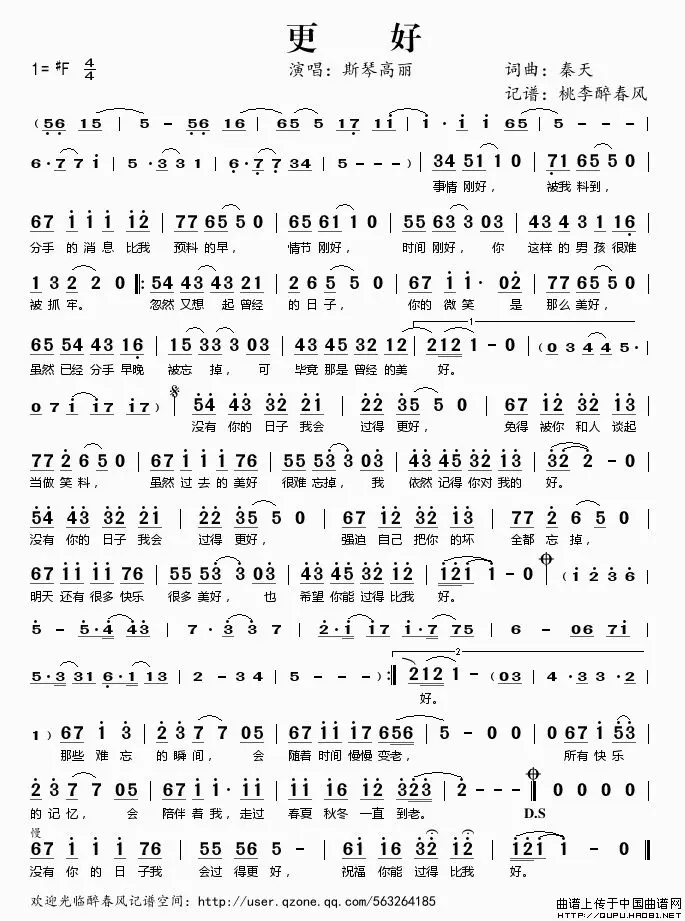 更 好
1= #F 4/4 演唱：斯琴高丽 词曲：秦天
记谱：桃李醉春风
(56 15 | 5 - 56 16 | 65 5 17 11 | 1·1 1 65 | 5 - - -
6·7 7 1 | 5·3 3 1 | 6·7 7 34 | 5 - - -) | 34 51 1 0 | 71 65 5 0
事情 刚好， 被我 料到，
67 1 1 1 12 | 77 65 5 0 | 65 61 1 0 | 55 63 3 03 | 43 4 3 1 16
分手 的 消 息 比我 预料 的早， 情节 刚好， 时间 刚好， 你 这样 的 男 孩 很难
1 3 2 2 0 ‖: 54 43 43 21 | 2 6 5 5 0 | 67 1 1· 02 | 77 65 5 0
被 抓 牢。 忽然 又想 起 曾经 的 日 子， 你的 微 笑 是 那么 美好，
65 54 43 16 | 15 33 3 03 | 43 45 32 12 | 2121 - 0 | (03 44 5·
虽然 已经 分手 早晚 被忘 掉， 可 毕竟 那是 曾经 的美 好。
07 1 17 17) | 54 43 32 21 | 22 35 5 0 | 67 12 32 13
没有 你的 日子 我会 过得 更好， 免得 被你 和人 谈起
77 2 6 5 0 | 67 1 1 1 76 | 55 53 3 03 | 43 45 32 13 | 32 2 - 0
当做 笑 料， 虽然 过 去 的 美好 很难 忘掉， 我 依然 记得 你对 我的 好。
54 43 32 21 | 22 35 5 0 | 67 12 32 13 | 77 2 6 5 0
没有 你的 日子 我会 过得 更好， 强迫 自己 把你 的坏 全都 忘 掉，
67 11 11 76 | 55 53 3 03 | 43 45 32 12 | 121 1 - 0 (1236
明天 还有 很多 快乐 很多 美好， 也 希望 你能 过得 比我 好。
5 - 5·4 43 | 7·3 3 7 | 2·1 17 1·7 75 | 6 - 06 71
5·3 31 6·1 13 | 2 - 34 4 | 5 - - -) :‖ 212 1 - (03 | 4·3 3·2
好。
1) 67 1 3 | 23 7 7 05 | 67 11 17 656 | 5 - 0 0 | 0 67 1 53
那些 难 忘 的 瞬间， 会 随着 时间 慢慢 变老， 所有 快乐
23 7 7 05 | 67 1 1·11 | 23 11 12 323 | 2 - ‖ 0 0 0 0
的 记 忆， 会 陪伴 着 我，走过 春夏 秋冬 一直 到老。 D.S
慢
67 1 1 1 76 | 55 53 3 0 | 43 45 32 12 | 121 1 - 0 ‖
没有 你 的 日 子我 会过 得更 好， 祝福 你能 过得 比我 好。
欢迎光临醉春风记谱空间：http://user.qzone.qq.com/563264185
曲谱上传于中国曲谱网
HTTP://QUPU.HAO81.NET